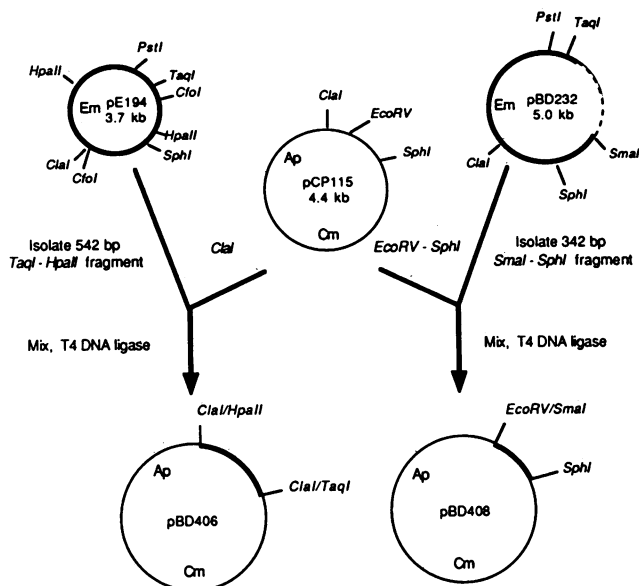 PstI
TaqI
HpaII
TaqI
CfoI
Em pE194
3.7 kb
HpaII
SphI
ClaI
CfoI
PstI
TaqI
Em pBD232
5.0 kb
ClaI
SmaI
SphI
ClaI
EcoRV
Ap
SphI
pCP115
4.4 kb
Cm
Isolate 542 bp
TaqI - HpaII fragment
ClaI
EcoRV - SphI
Isolate 342 bp
SmaI - SphI fragment
Mix, T4 DNA ligase
Mix, T4 DNA ligase
ClaI/HpaII
Ap
ClaI/TaqI
pBD406
Cm
EcoRV/SmaI
Ap
SphI
pBD408
Cm